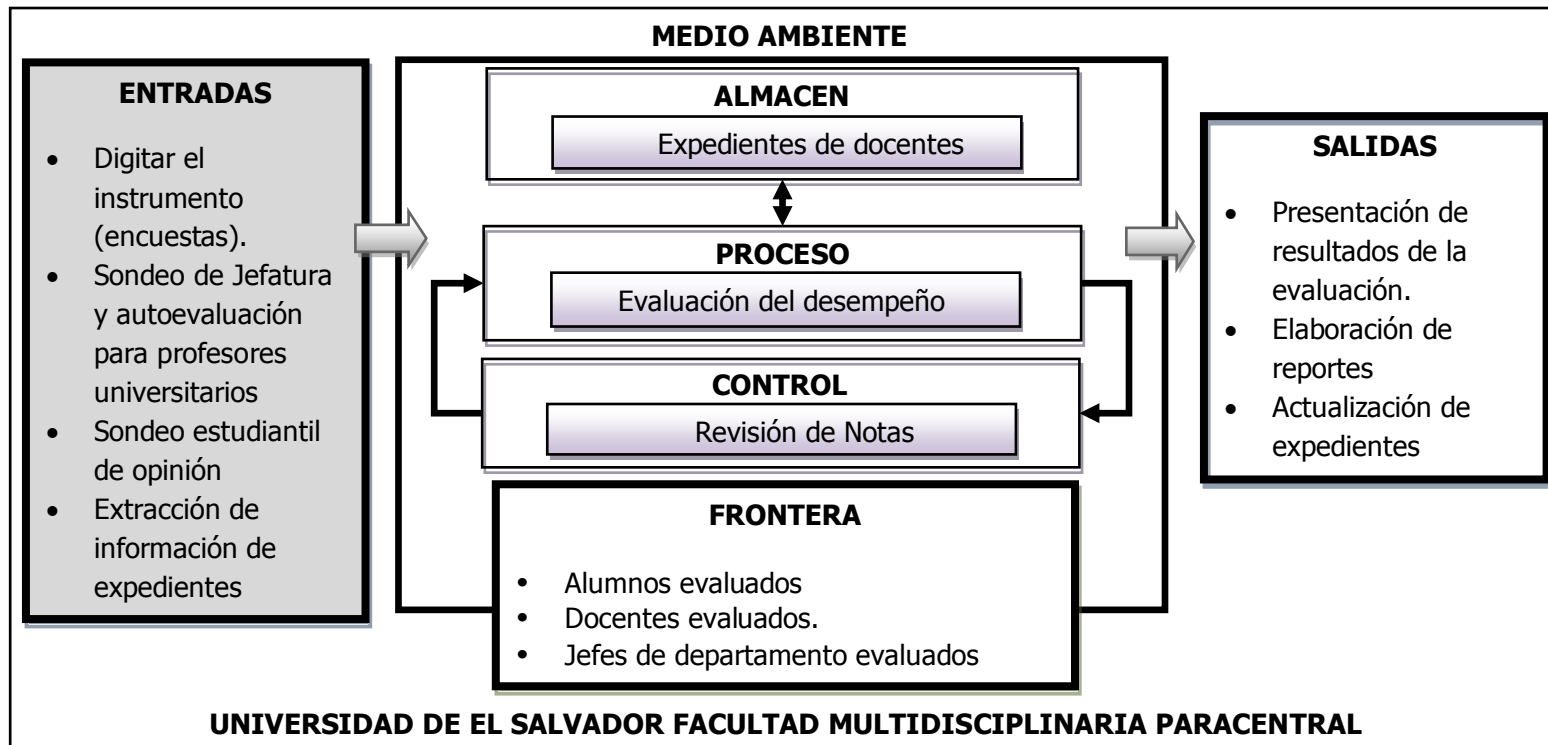 MEDIO AMBIENTE
ENTRADAS
• Digitar el
instrumento
(encuestas).
• Sondeo de Jefatura
y autoevaluación
para profesores
universitarios
• Sondeo estudiantil
de opinión
• Extracción de
información de
expedientes
ALMACEN
Expedientes de docentes
PROCESO
Evaluación del desempeño
CONTROL
Revisión de Notas
FRONTERA
• Alumnos evaluados
• Docentes evaluados.
• Jefes de departamento evaluados
SALIDAS
• Presentación de
resultados de la
evaluación.
• Elaboración de
reportes
• Actualización de
expedientes
UNIVERSIDAD DE EL SALVADOR FACULTAD MULTIDISCIPLINARIA PARACENTRAL